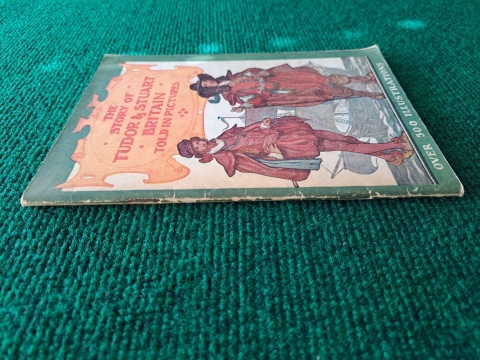 THE
STORY OF
TUDOR & STUART
BRITAIN
TOLD IN PICTURES
OVER 500 ILLUSTRATIONS